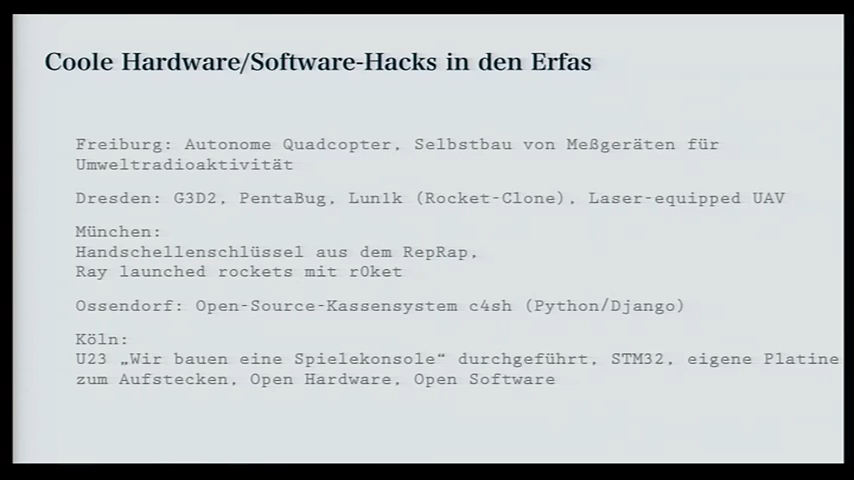 Coole Hardware/Software-Hacks in den Erfas
Freiburg: Autonome Quadcopter, Selbstbau von Meßgeräten für
Umweltradioaktivität
Dresden: G3D2, PentaBug, Lun1k (Rocket-Clone), Laser-equipped UAV
München:
Handschellenschlüssel aus dem RepRap,
Ray launched rockets mit r0ket
Ossendorf: Open-Source-Kassensystem c4sh (Python/Django)
Köln:
U23 „Wir bauen eine Spielekonsole“ durchgeführt, STM32, eigene Platine
zum Aufstecken, Open Hardware, Open Software